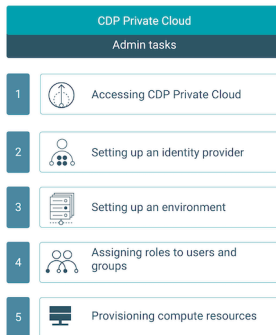 CDP Private Cloud
Admin tasks
1
Accessing CDP Private Cloud
2
Setting up an identity provider
3
Setting up an environment
4
Assigning roles to users and
groups
5
Provisioning compute resources